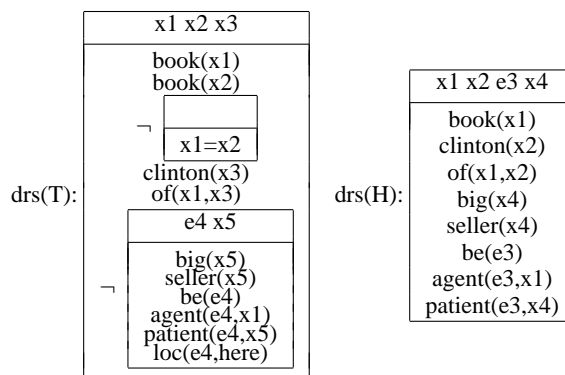 drs(T):
x1 x2 x3
book(x1)
book(x2)
¬
x1=x2
clinton(x3)
of(x1,x3)
¬
e4 x5
big(x5)
seller(x5)
be(e4)
agent(e4,x1)
patient(e4,x5)
loc(e4,here)
drs(H):
x1 x2 e3 x4
book(x1)
clinton(x2)
of(x1,x2)
big(x4)
seller(x4)
be(e3)
agent(e3,x1)
patient(e3,x4)